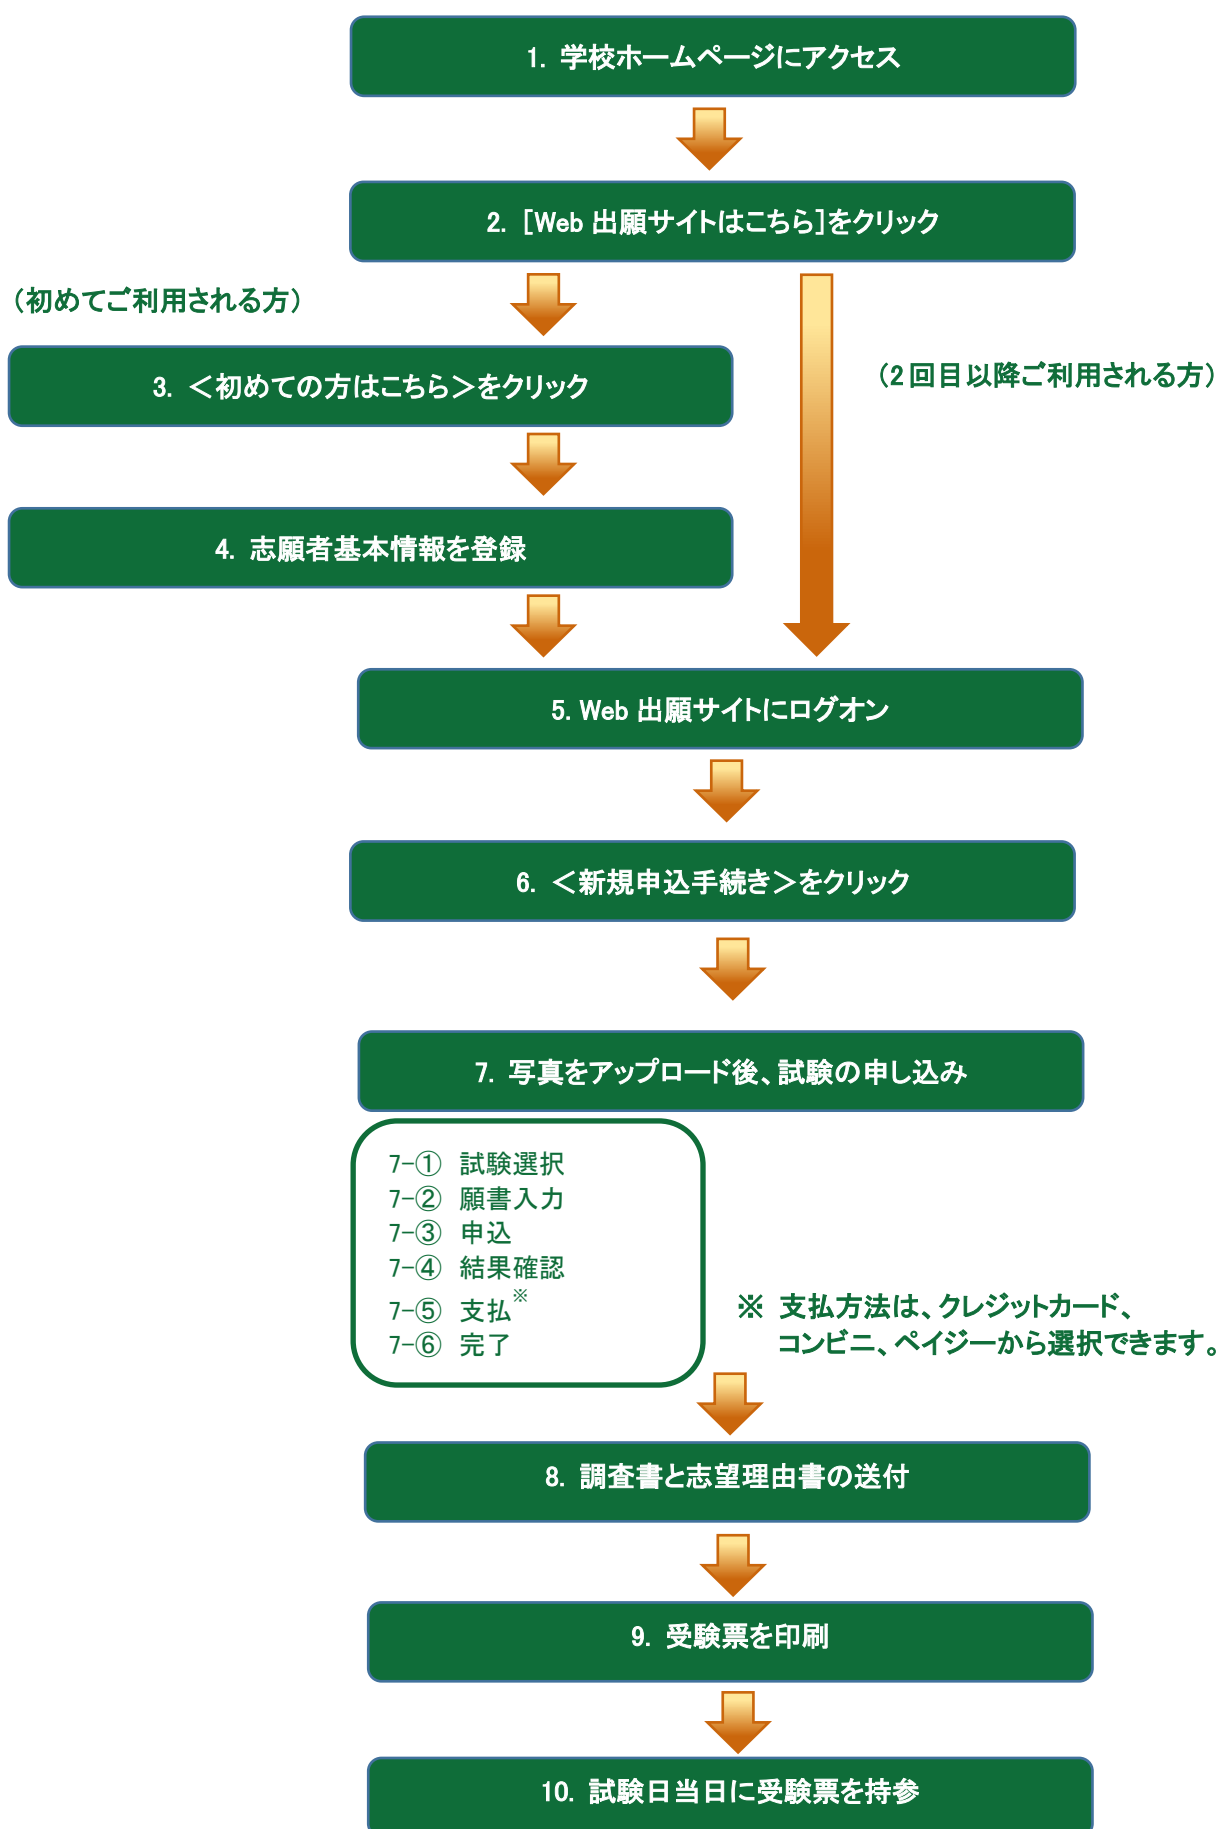 1. 学校ホームページにアクセス
2. [Web 出願サイトはこちら]をクリック
（初めてご利用される方）
3. ＜初めての方はこちら＞をクリック
（2回目以降ご利用される方）
4. 志願者基本情報を登録
5. Web 出願サイトにログオン
6. ＜新規申込手続き＞をクリック
7. 写真をアップロード後、試験の申し込み
7-① 試験選択
7-② 願書入力
7-③ 申込
7-④ 結果確認
7-⑤ 支払※
7-⑥ 完了
※ 支払方法は、クレジットカード、
コンビニ、ペイジーから選択できます。
8. 調査書と志望理由書の送付
9. 受験票を印刷
10. 試験日当日に受験票を持参